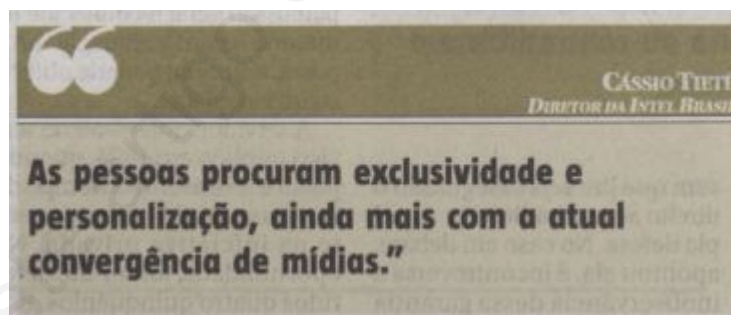 “
CÁSSIO TIETÊ
DIRETOR DA INTEL BRASIL
As pessoas procuram exclusividade e
personalização, ainda mais com a atual
convergência de mídias.”